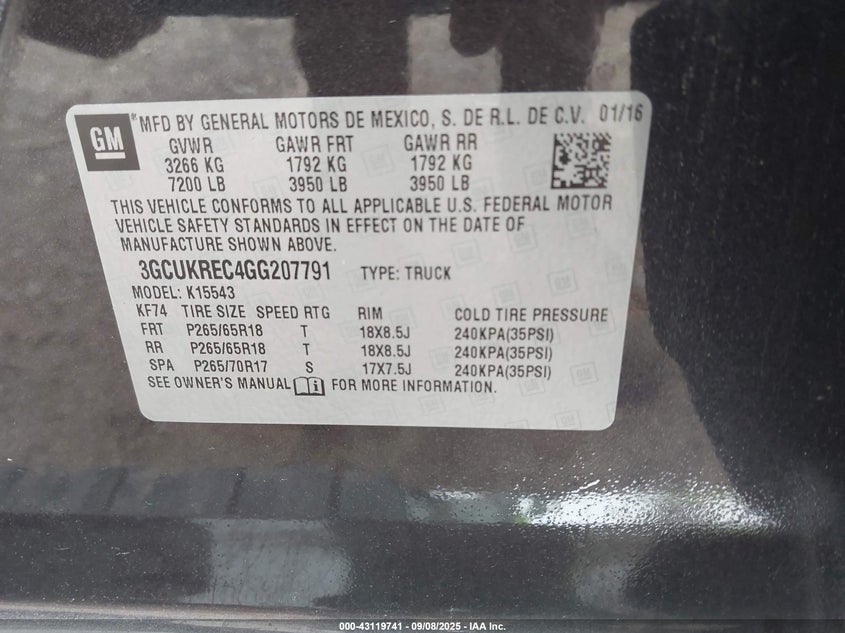 GM
MFD BY GENERAL MOTORS DE MEXICO, S. DE R.L. DE C.V. 01/16
GVWR GAWR FRT GAWR RR
3266 KG 1792 KG 1792 KG
7200 LB 3950 LB 3950 LB
THIS VEHICLE CONFORMS TO ALL APPLICABLE U.S. FEDERAL MOTOR
VEHICLE SAFETY STANDARDS IN EFFECT ON THE DATE OF
MANUFACTURE SHOWN ABOVE.
3GCUKREC4GG207791 TYPE: TRUCK
MODEL: K15543
KF74 TIRE SIZE SPEED RTG RIM COLD TIRE PRESSURE
FRT P265/65R18 T 18X8.5J 240KPA(35PSI)
RR P265/65R18 T 18X8.5J 240KPA(35PSI)
SPA P265/70R17 S 17X7.5J 240KPA(35PSI)
SEE OWNER'S MANUAL FOR MORE INFORMATION.
000-43119741 - 09/08/2025 - IAA Inc.